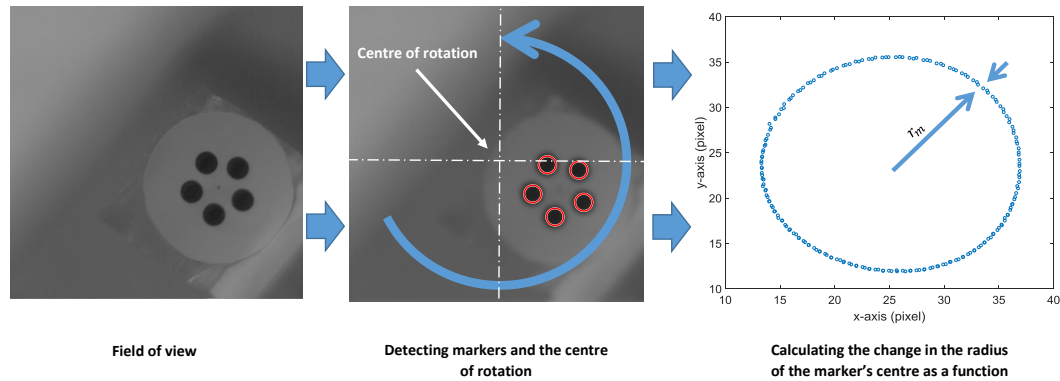 Centre of rotation
r_m
y-axis (pixel)
40
35
30
25
20
15
10
10 15 20 25 30 35 40
x-axis (pixel)
Field of view
Detecting markers and the centre
of rotation
Calculating the change in the radius
of the marker's centre as a function